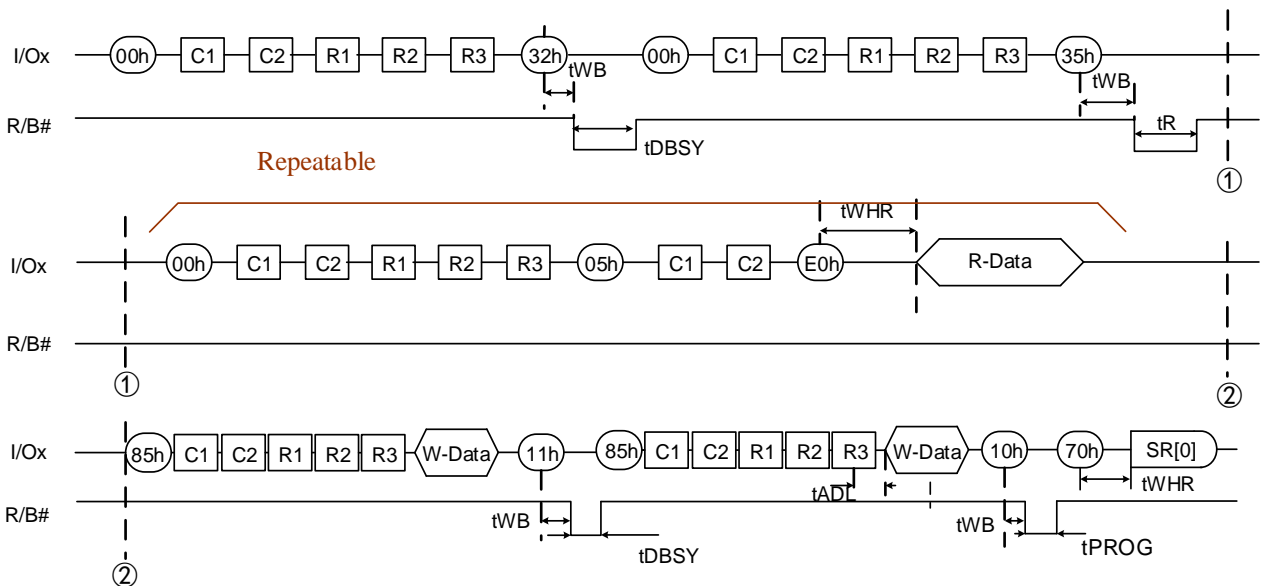 I/Ox 00h C1 C2 R1 R2 R3 32h 00h C1 C2 R1 R2 R3 35h
tWB tWB
R/B# tDBSY tR
①
Repeatable
tWHR
I/Ox 00h C1 C2 R1 R2 R3 05h C1 C2 E0h R-Data
R/B#
① ②
I/Ox 85h C1 C2 R1 R2 R3 W-Data 11h 85h C1 C2 R1 R2 R3 W-Data 10h 70h SR[0]
tADL tWHR
R/B# tWB tDBSY tWB tPROG
②